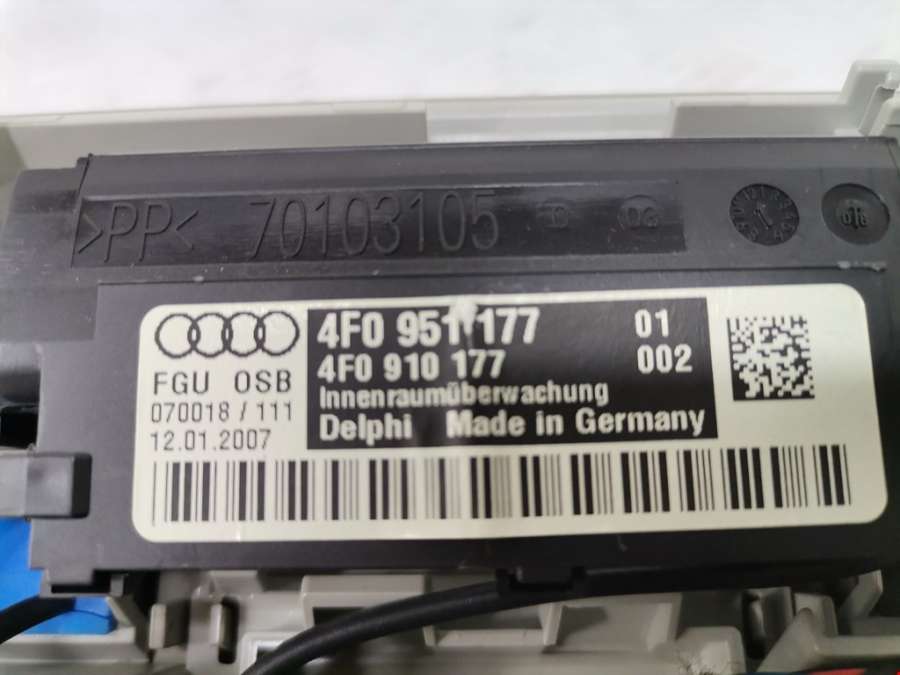 >PP< 70103105
4F0 951 177 01
4F0 910 177 002
FGU OSB
Innenraumüberwachung
070018 / 111
Delphi Made in Germany
12.01.2007